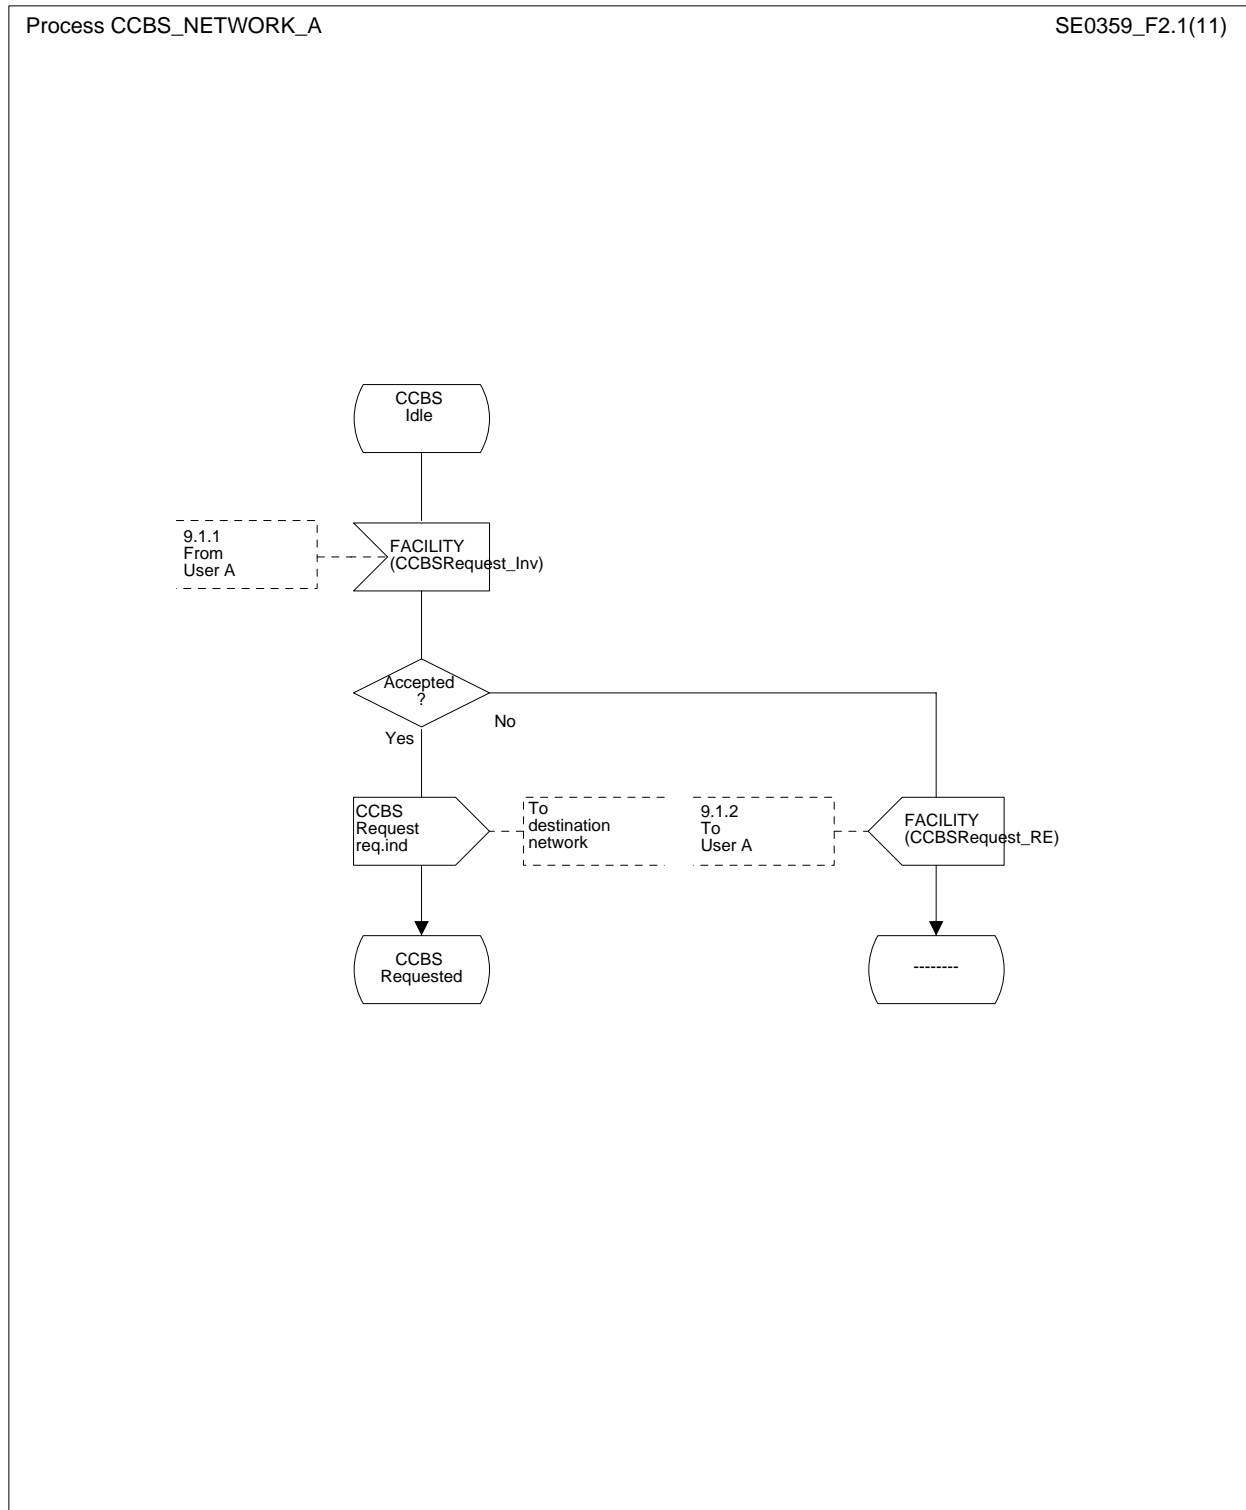 Process CCBS_NETWORK_A
SE0359_F2.1(11)
CCBS
Idle
9.1.1
From
User A
FACILITY
(CCBSRequest_Inv)
Accepted
?
No
Yes
CCBS
Request
req.ind
To
destination
network
9.1.2
To
User A
FACILITY
(CCBSRequest_RE)
CCBS
Requested
--------